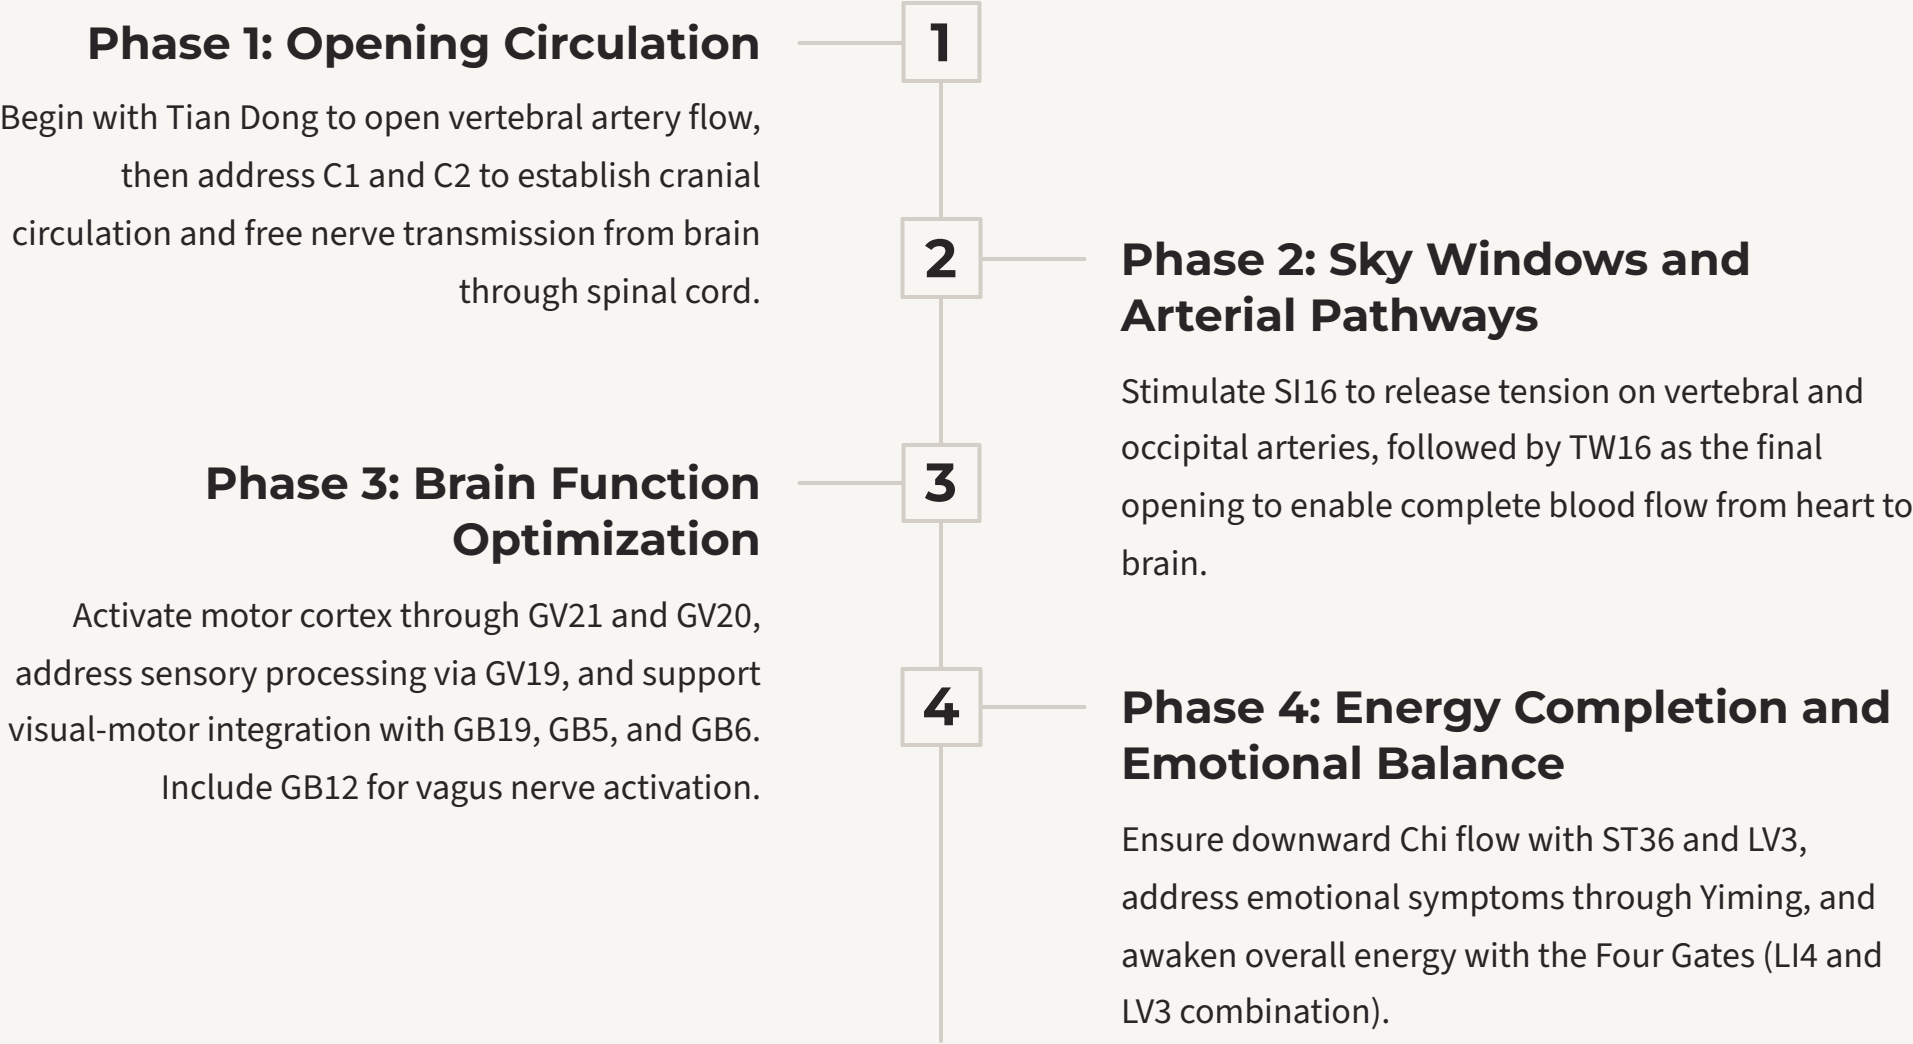 Phase 1: Opening Circulation
1
Begin with Tian Dong to open vertebral artery flow,
then address C1 and C2 to establish cranial
circulation and free nerve transmission from brain
through spinal cord.
2
Phase 2: Sky Windows and
Arterial Pathways
Stimulate SI16 to release tension on vertebral and
occipital arteries, followed by TW16 as the final
opening to enable complete blood flow from heart to
brain.
3
Phase 3: Brain Function
Optimization
Activate motor cortex through GV21 and GV20,
address sensory processing via GV19, and support
visual-motor integration with GB19, GB5, and GB6.
Include GB12 for vagus nerve activation.
4
Phase 4: Energy Completion and
Emotional Balance
Ensure downward Chi flow with ST36 and LV3,
address emotional symptoms through Yiming, and
awaken overall energy with the Four Gates (LI4 and
LV3 combination).